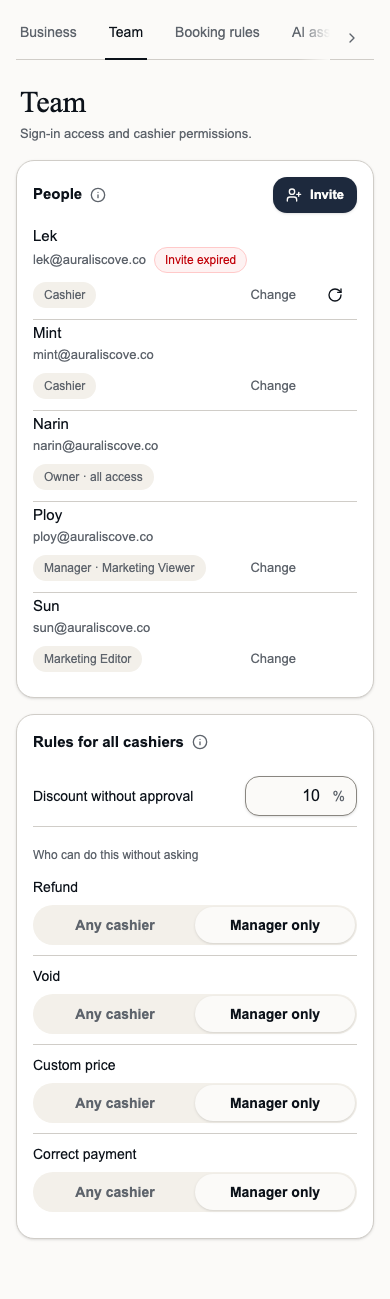 Business Team Booking rules AI ass
Team
Sign-in access and cashier permissions.
People Invite
Lek
lek@auraliscove.co Invite expired
Cashier Change
Mint
mint@auraliscove.co
Cashier Change
Narin
narin@auraliscove.co
Owner · all access
Ploy
ploy@auraliscove.co
Manager · Marketing Viewer Change
Sun
sun@auraliscove.co
Marketing Editor Change
Rules for all cashiers
Discount without approval 10 %
Who can do this without asking
Refund
Any cashier Manager only
Void
Any cashier Manager only
Custom price
Any cashier Manager only
Correct payment
Any cashier Manager only